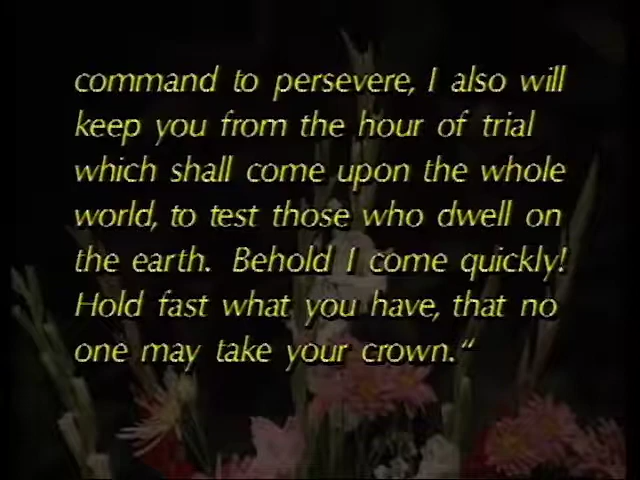 command to persevere, I also will
keep you from the hour of trial
which shall come upon the whole
world, to test those who dwell on
the earth. Behold I come quickly!
Hold fast what you have, that no
one may take your crown.“